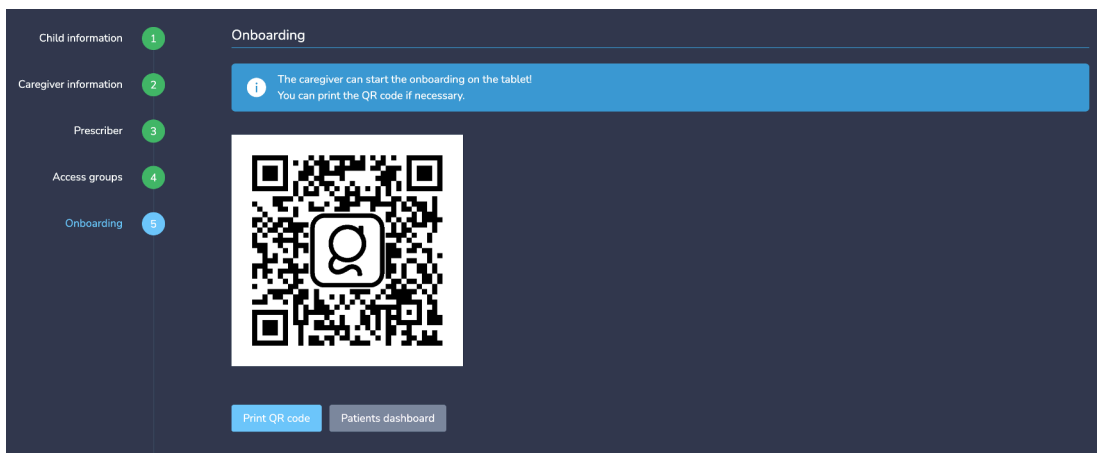 Child information 1
Caregiver information 2
Prescriber 3
Access groups 4
Onboarding 5
Onboarding
The caregiver can start the onboarding on the tablet!
You can print the QR code if necessary.
g
Print QR code
Patients dashboard